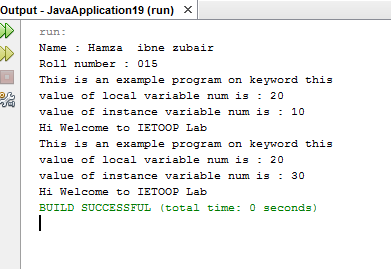 Output - JavaApplication19 (run) ×
run:
Name : Hamza  ibne zubair
Roll number : 015
This is an example program on keyword this
value of local variable num is : 20
value of instance variable num is : 10
Hi Welcome to IETOOP Lab
This is an example program on keyword this
value of local variable num is : 20
value of instance variable num is : 30
Hi Welcome to IETOOP Lab
BUILD SUCCESSFUL (total time: 0 seconds)